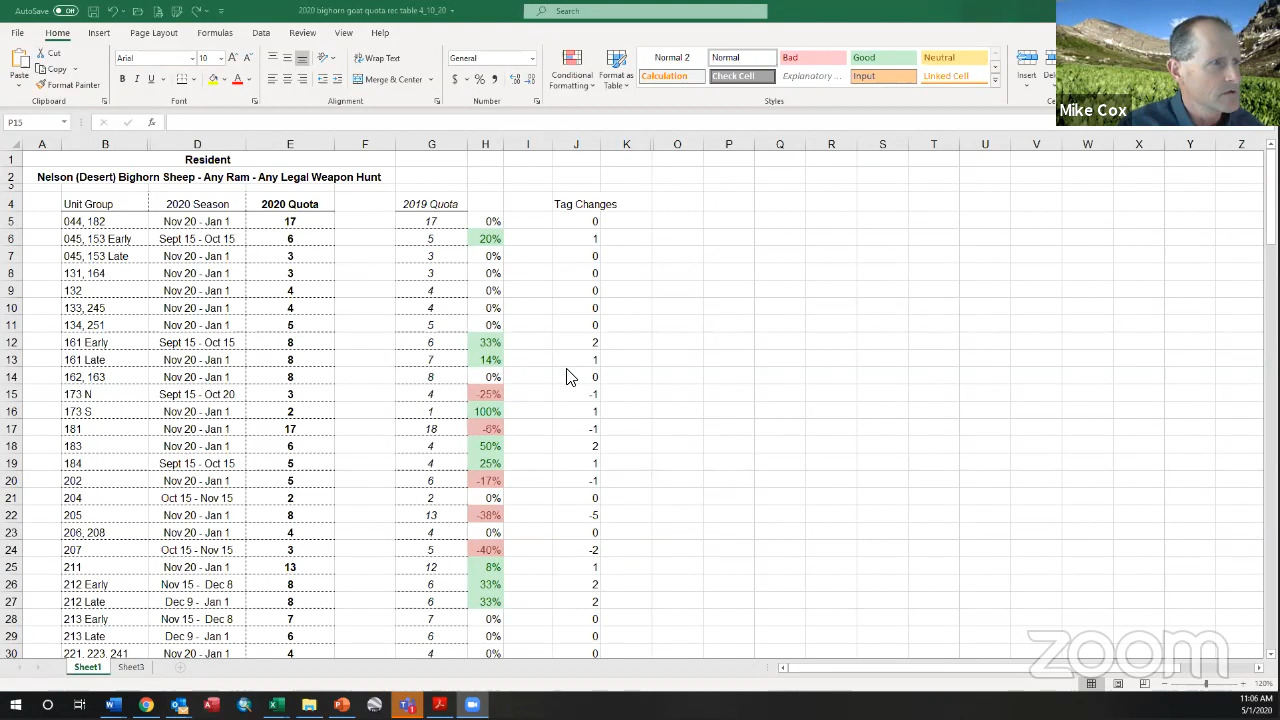 AutoSave Off 2020 bighorn goat quota rec table 4_10_20 Search
File Home Insert Page Layout Formulas Data Review View Help
Paste Cut Copy Format Painter Clipboard
Arial 10 B I U Font
Wrap Text Merge & Center Alignment
General $ % Number
Conditional Formatting Format as Table
Normal 2 Normal Bad Good Neutral
Calculation Check Cell Explanatory ... Input Linked Cell
Styles
Insert
Mike Cox
P15 fx
A B C E F G H I J K O P Q R S T U V W X Y Z
1 Resident
2 Nelson (Desert) Bighorn Sheep - Any Ram - Any Legal Weapon Hunt
3
4 Unit Group 2020 Season 2020 Quota 2019 Quota Tag Changes
5 044, 182 Nov 20 - Jan 1 17 17 0% 0
6 045, 153 Early Sept 15 - Oct 15 6 5 20% 1
7 045, 153 Late Nov 20 - Jan 1 3 3 0% 0
8 131, 164 Nov 20 - Jan 1 3 3 0% 0
9 132 Nov 20 - Jan 1 4 4 0% 0
10 133, 245 Nov 20 - Jan 1 4 4 0% 0
11 134, 251 Nov 20 - Jan 1 5 5 0% 0
12 161 Early Sept 15 - Oct 15 8 6 33% 2
13 161 Late Nov 20 - Jan 1 8 7 14% 1
14 162, 163 Nov 20 - Jan 1 8 8 0% 0
15 173 N Sept 15 - Oct 20 3 4 -25% -1
16 173 S Nov 20 - Jan 1 2 1 100% 1
17 181 Nov 20 - Jan 1 17 18 -6% -1
18 183 Nov 20 - Jan 1 6 4 50% 2
19 184 Sept 15 - Oct 15 5 4 25% 1
20 202 Nov 20 - Jan 1 5 6 -17% -1
21 204 Oct 15 - Nov 15 2 2 0% 0
22 205 Nov 20 - Jan 1 8 13 -38% -5
23 206, 208 Nov 20 - Jan 1 4 4 0% 0
24 207 Oct 15 - Nov 15 3 5 -40% -2
25 211 Nov 20 - Jan 1 13 12 8% 1
26 212 Early Nov 15 - Dec 8 8 6 33% 2
27 212 Late Dec 9 - Jan 1 8 6 33% 2
28 213 Early Nov 15 - Dec 8 7 7 0% 0
29 213 Late Dec 9 - Jan 1 6 6 0% 0
30 221, 223, 241 Nov 20 - Jan 1 4 4 0% 0
zoom
Sheet1 Sheet3
120%
11:06 AM
5/1/2020